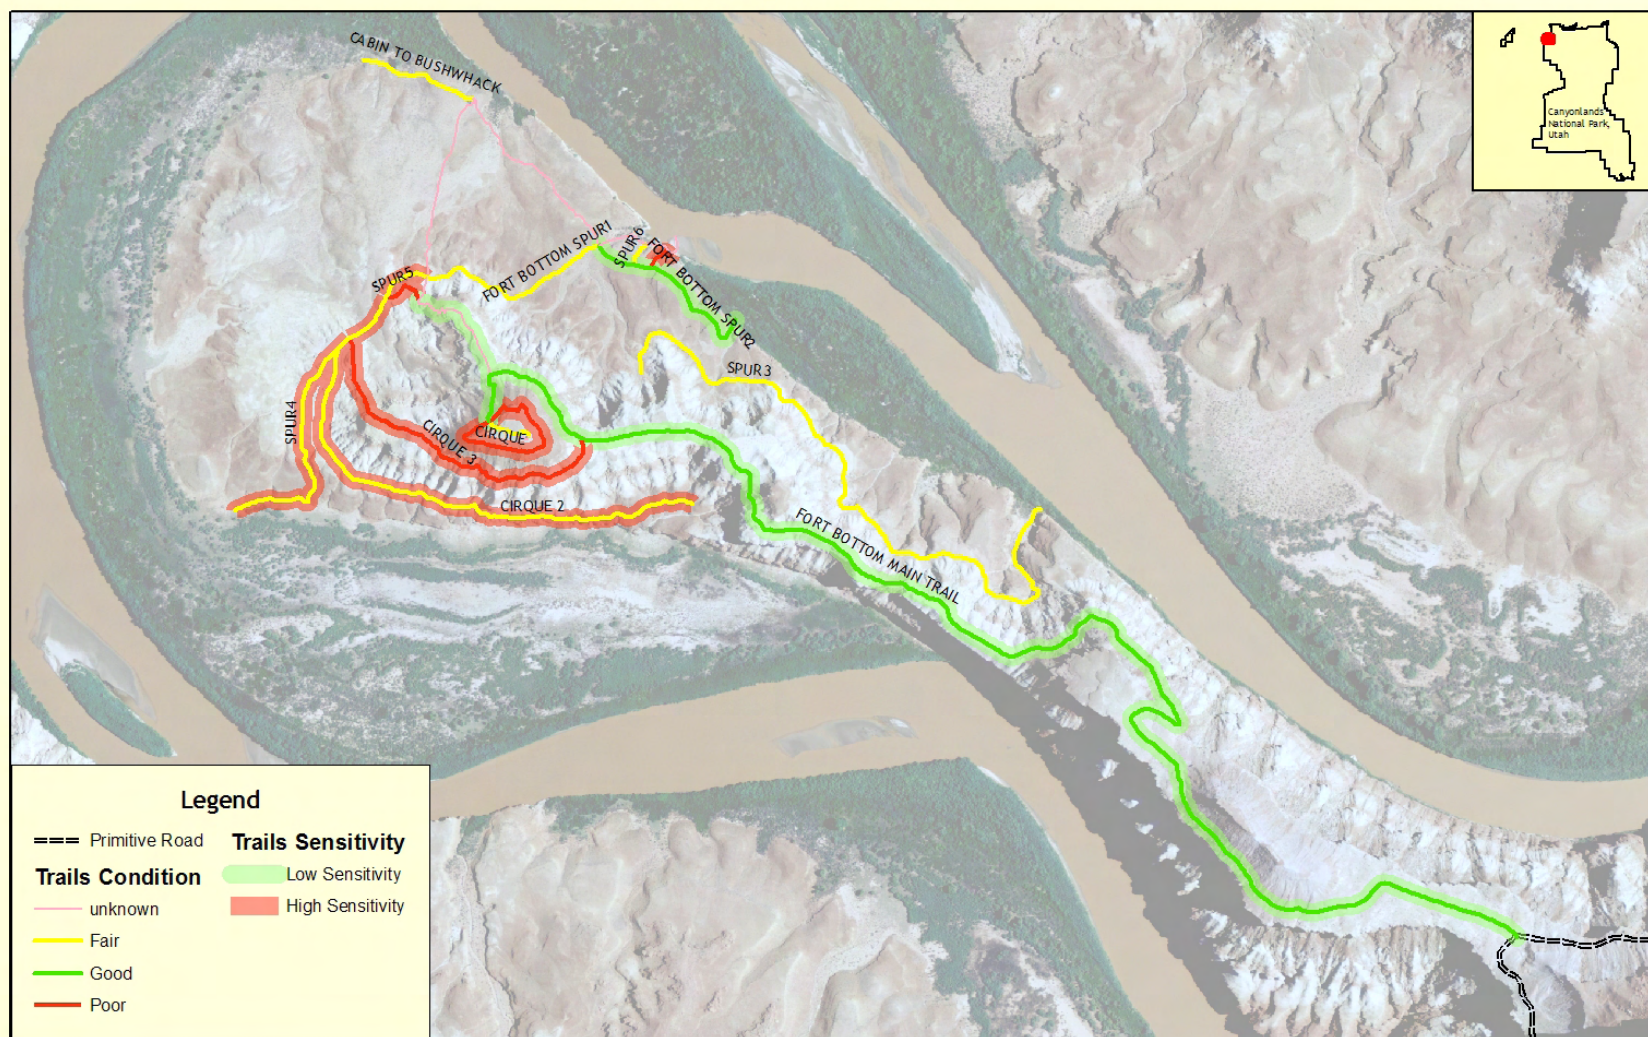 CABIN TO BUSHWHACK
Canyonlands
National Park,
Utah
FORT BOTTOM SPUR1
SPUR6
FORT BOTTOM SPUR2
SPUR5
SPUR3
SPUR4
CIRQUE
CIRQUE 3
CIRQUE 2
FORT BOTTOM MAIN TRAIL
Legend
Primitive Road
Trails Condition
unknown
Fair
Good
Poor
Trails Sensitivity
Low Sensitivity
High Sensitivity